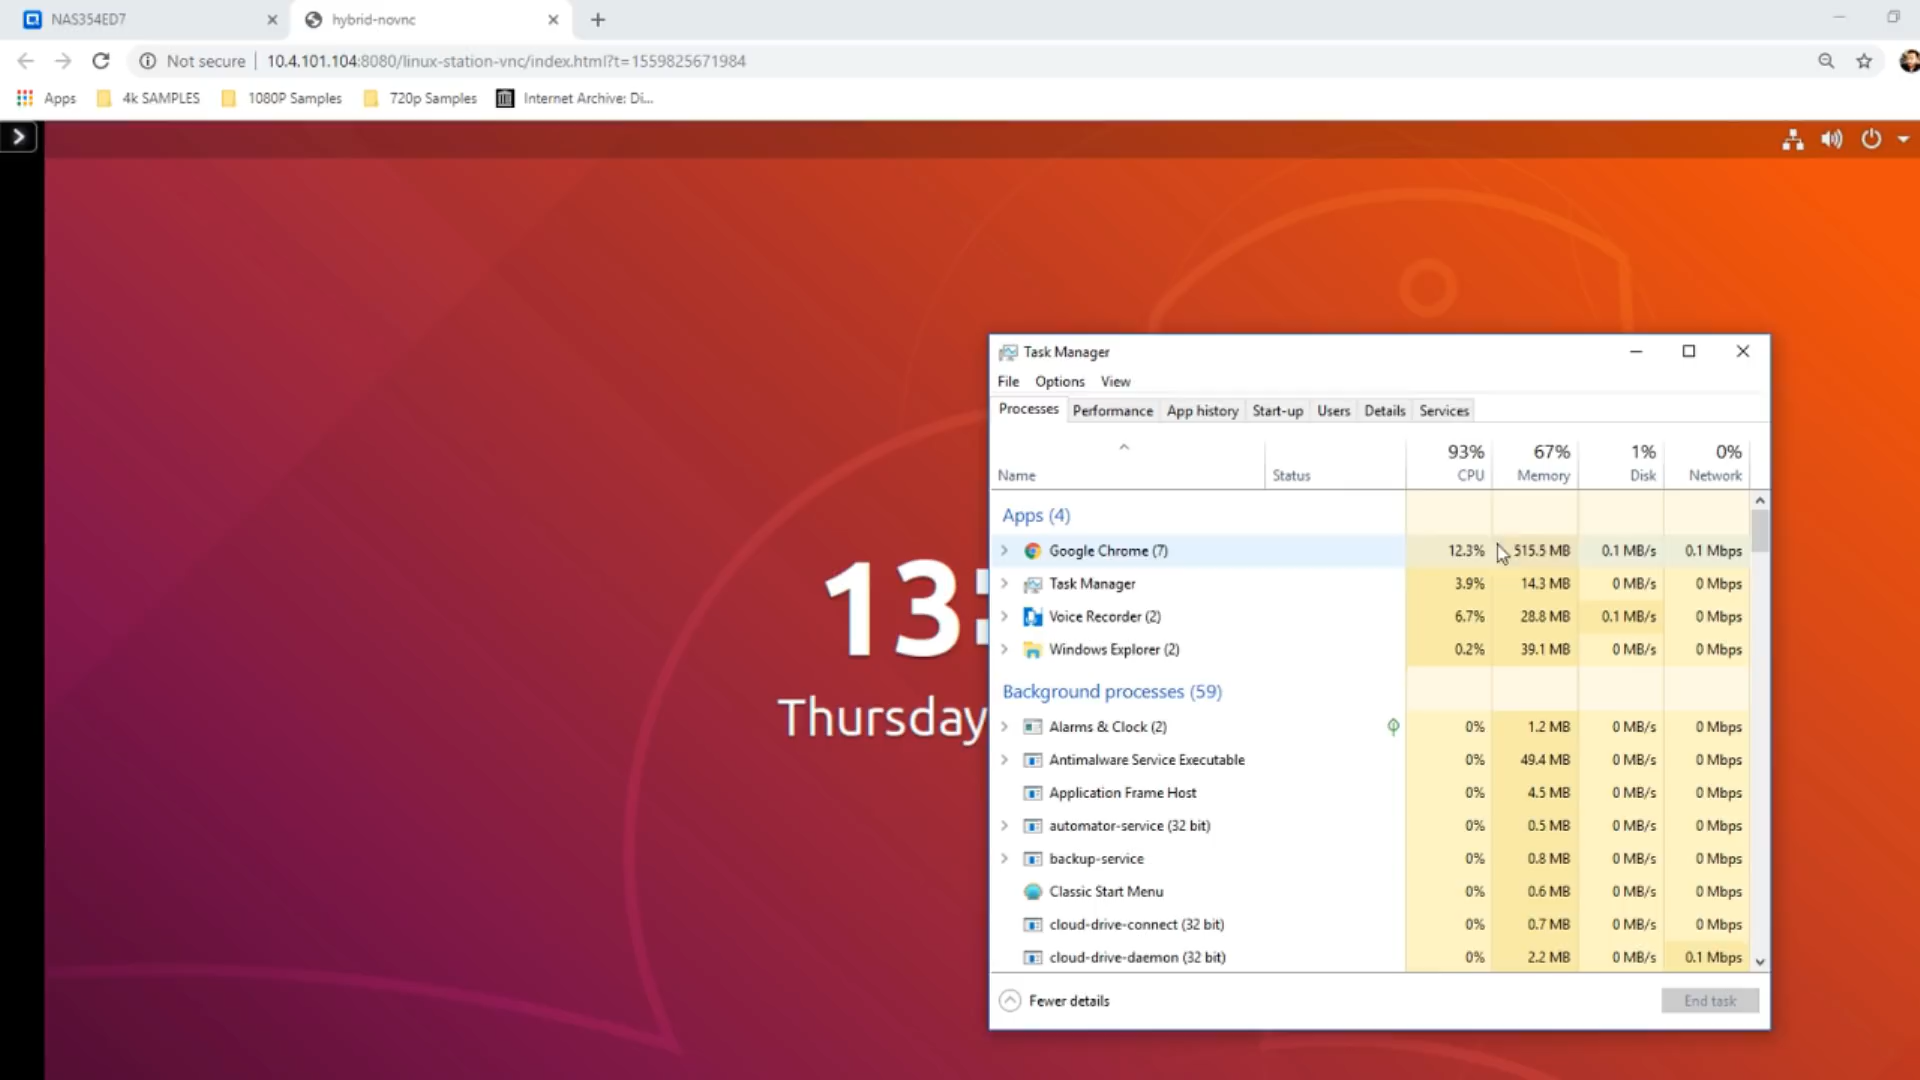 NAS354ED7
hybrid-novnc
Not secure
10.4.101.104:8080/linux-station-vnc/index.html?t=1559825671984
Apps
4k SAMPLES
1080P Samples
720p Samples
Internet Archive: Di...
13:
Thursday
Task Manager
File Options View
Processes Performance App history Start-up Users Details Services
93% 67% 1% 0%
Name Status CPU Memory Disk Network
Apps (4)
Google Chrome (7) 12.3% 515.5 MB 0.1 MB/s 0.1 Mbps
Task Manager 3.9% 14.3 MB 0 MB/s 0 Mbps
Voice Recorder (2) 6.7% 28.8 MB 0.1 MB/s 0 Mbps
Windows Explorer (2) 0.2% 39.1 MB 0 MB/s 0 Mbps
Background processes (59)
Alarms & Clock (2) 0% 1.2 MB 0 MB/s 0 Mbps
Antimalware Service Executable 0% 49.4 MB 0 MB/s 0 Mbps
Application Frame Host 0% 4.5 MB 0 MB/s 0 Mbps
automator-service (32 bit) 0% 0.5 MB 0 MB/s 0 Mbps
backup-service 0% 0.8 MB 0 MB/s 0 Mbps
Classic Start Menu 0% 0.6 MB 0 MB/s 0 Mbps
cloud-drive-connect (32 bit) 0% 0.7 MB 0 MB/s 0 Mbps
cloud-drive-daemon (32 bit) 0% 2.2 MB 0 MB/s 0.1 Mbps
Fewer details
End task